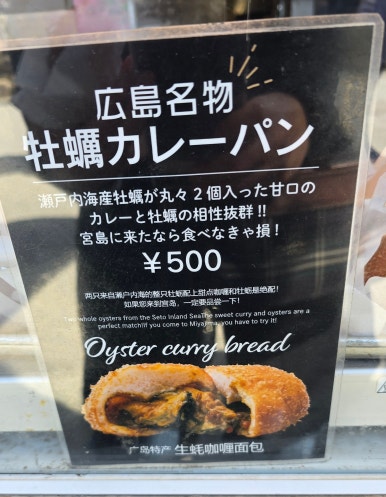 広島名物
牡蠣カレーパン
瀬戸内海産牡蠣が丸々2個入った甘口の
カレーと牡蠣の相性抜群!!
宮島に来たなら食べなきゃ損!
¥500
两只来自濑户内海的整只牡蛎配上甜点咖喱和牡蛎是绝配!
如果您来到宫岛，一定要品尝一下!
whole oysters from the Seto Inland SeaThe sweet curry and oysters are a
perfect match!If you come to Miyajima, you have to try it!
Oyster curry bread
广岛特产 生蚝咖喱面包